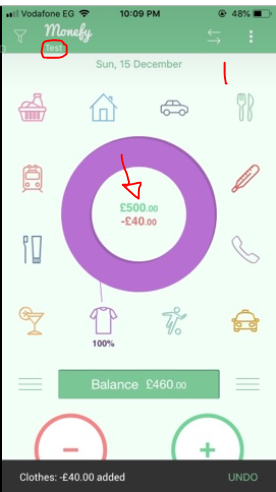 Vodafone EG 10:09 PM 48%
Monefy
Test
Sun, 15 December
£500.00
-£40.00
100%
Balance £460.00
Clothes: -£40.00 added UNDO